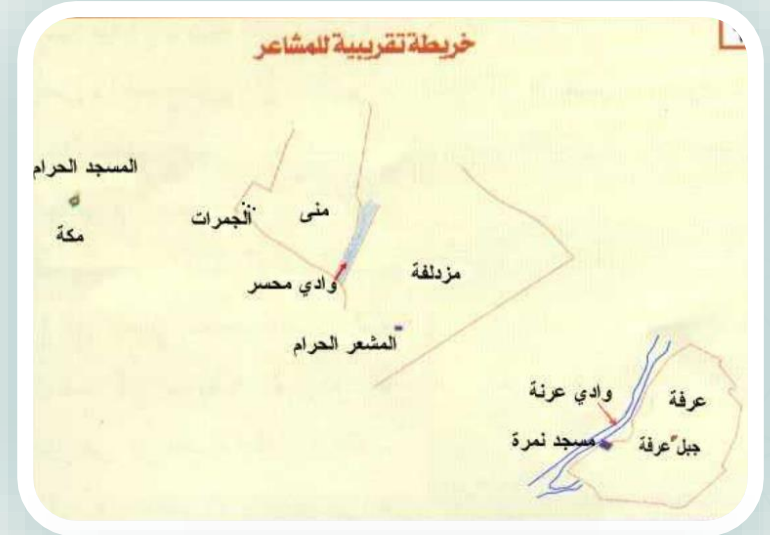 خريطة تقريبية للمشاعر
المسجد الحرام
مكة
الجمرات
منى
وادي محسر
مزدلفة
المشعر الحرام
وادي عرنة
عرفة
مسجد نمرة
جبل عرفة